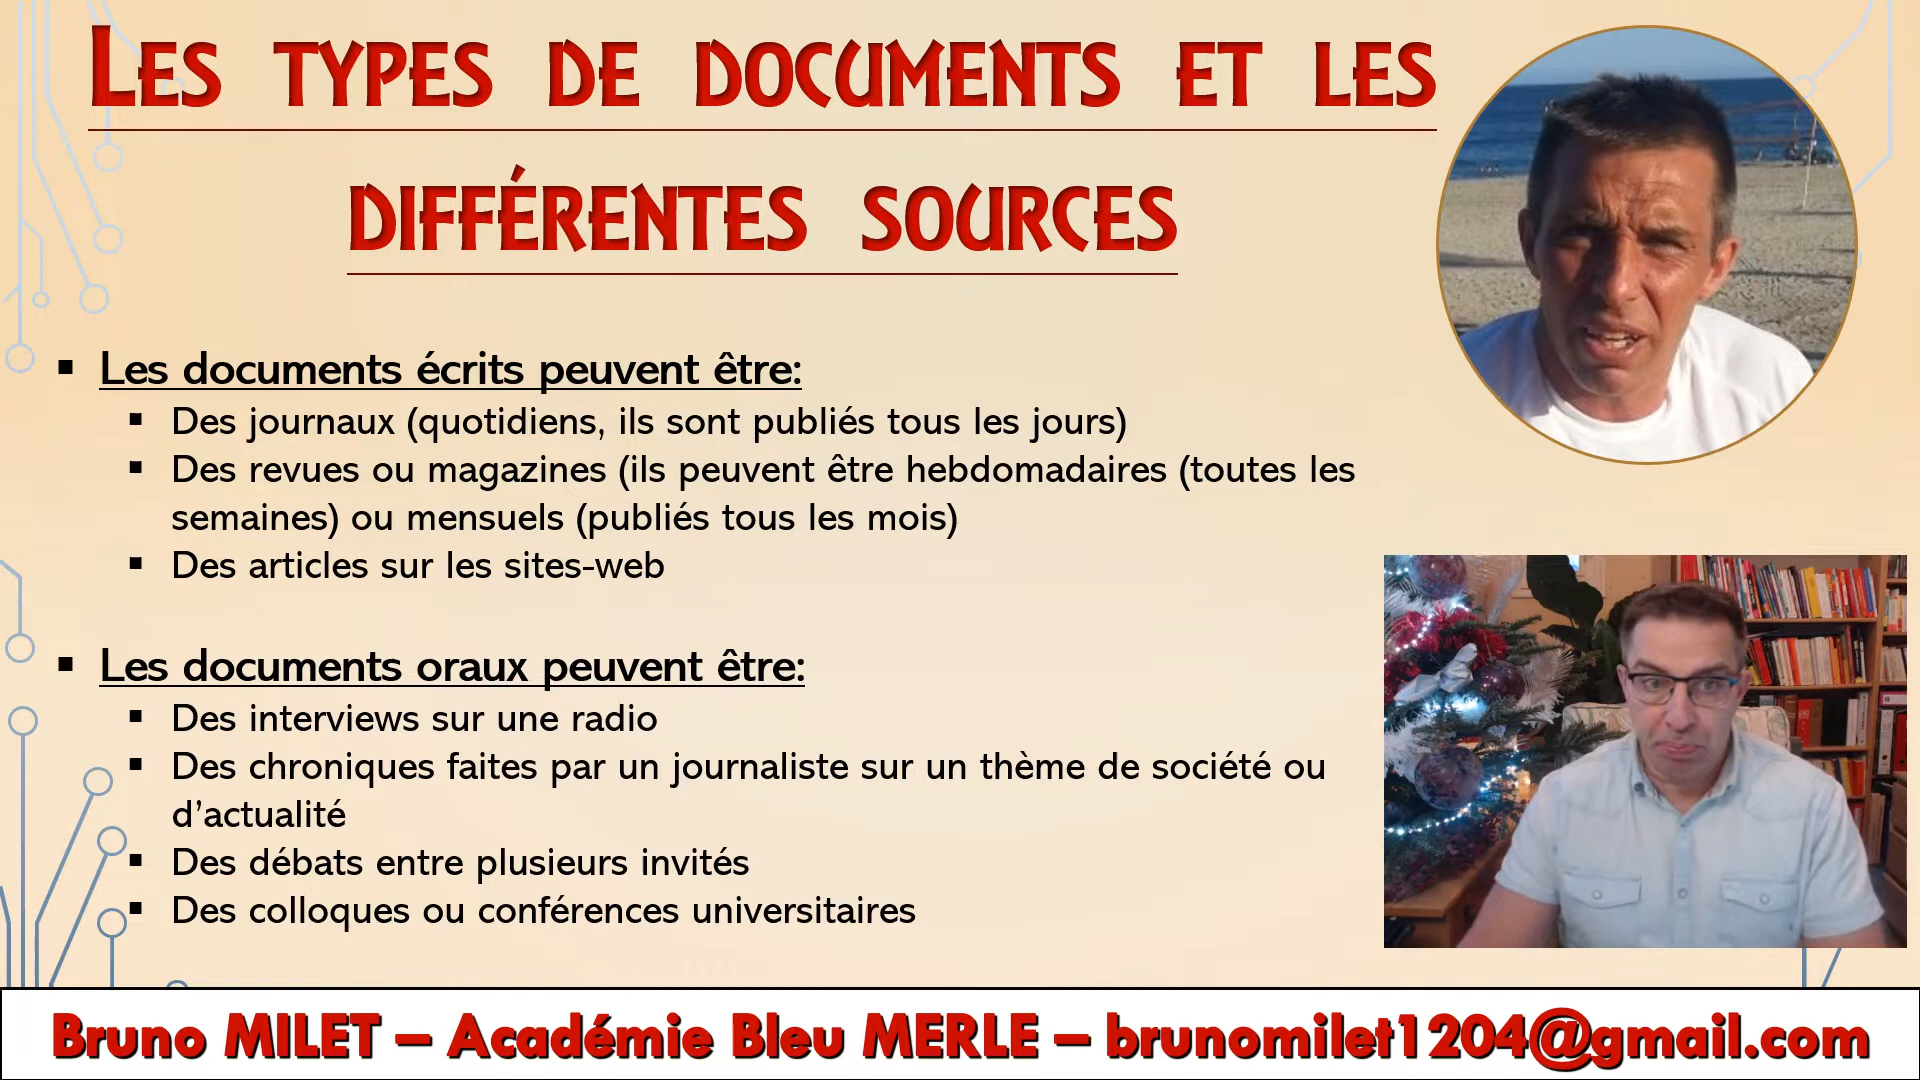 Les types de documents et les
différentes sources
▪ Les documents écrits peuvent être:
▪ Des journaux (quotidiens, ils sont publiés tous les jours)
▪ Des revues ou magazines (ils peuvent être hebdomadaires (toutes les
semaines) ou mensuels (publiés tous les mois)
▪ Des articles sur les sites-web
▪ Les documents oraux peuvent être:
▪ Des interviews sur une radio
▪ Des chroniques faites par un journaliste sur un thème de société ou
d’actualité
▪ Des débats entre plusieurs invités
▪ Des colloques ou conférences universitaires
Bruno MILET – Académie Bleu MERLE – brunomilet1204@gmail.com